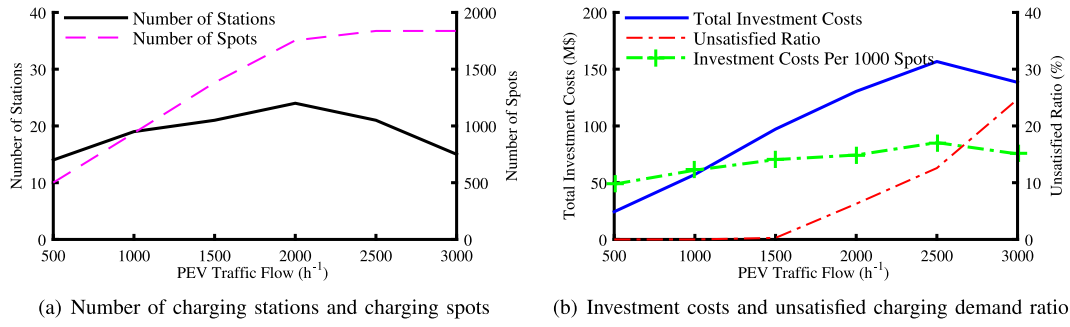 Number of Stations
Number of Spots
40
30
20
10
0
2000
1500
1000
500
0
Number of Stations
Number of Spots
500 1000 1500 2000 2500 3000
PEV Traffic Flow (h-1)
(a) Number of charging stations and charging spots
Total Investment Costs
Unsatisfied Ratio
Investment Costs Per 1000 Spots
200
150
100
50
0
40
30
20
10
0
Total Investment Costs (M$)
Unsatisfied Ratio (%)
500 1000 1500 2000 2500 3000
PEV Traffic Flow (h-1)
(b) Investment costs and unsatisfied charging demand ratio